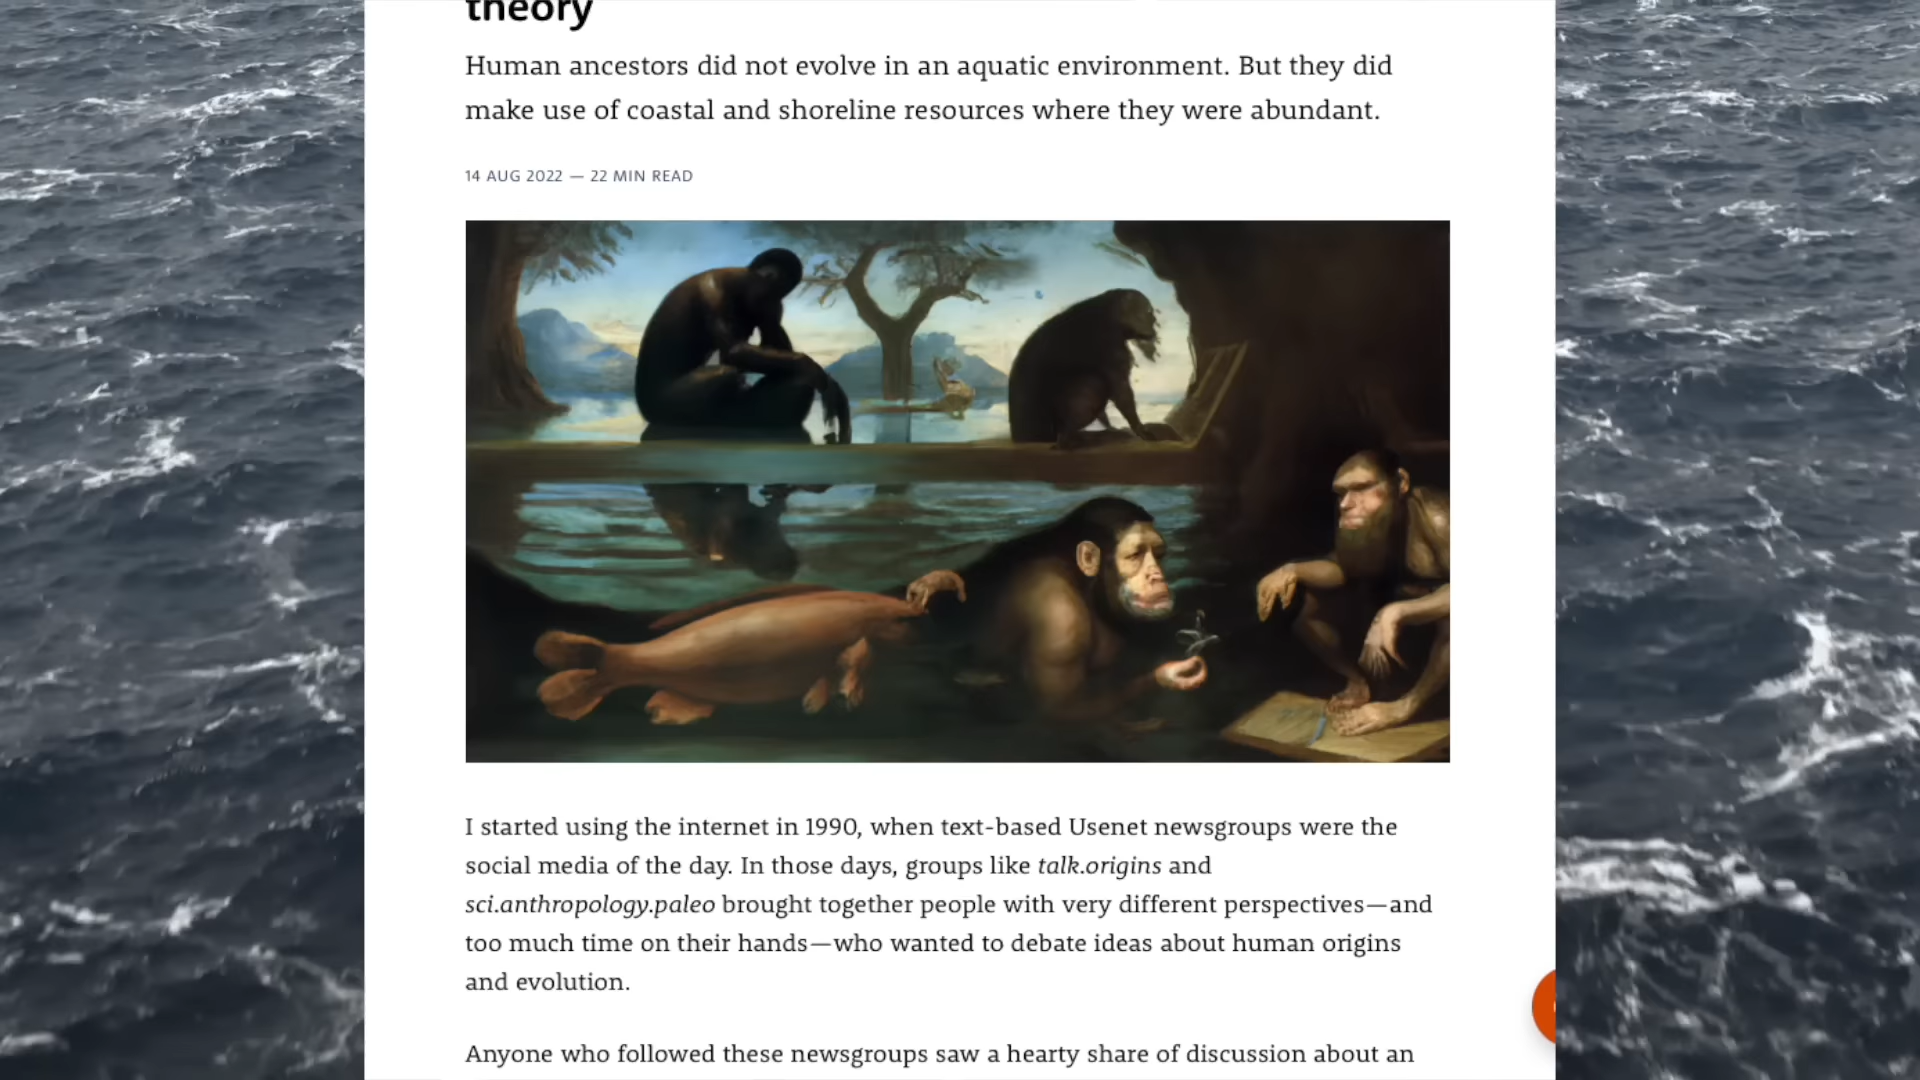 theory
Human ancestors did not evolve in an aquatic environment. But they did
make use of coastal and shoreline resources where they were abundant.
14 AUG 2022 — 22 MIN READ
I started using the internet in 1990, when text-based Usenet newsgroups were the
social media of the day. In those days, groups like talk.origins and
sci.anthropology.paleo brought together people with very different perspectives—and
too much time on their hands—who wanted to debate ideas about human origins
and evolution.
Anyone who followed these newsgroups saw a hearty share of discussion about an